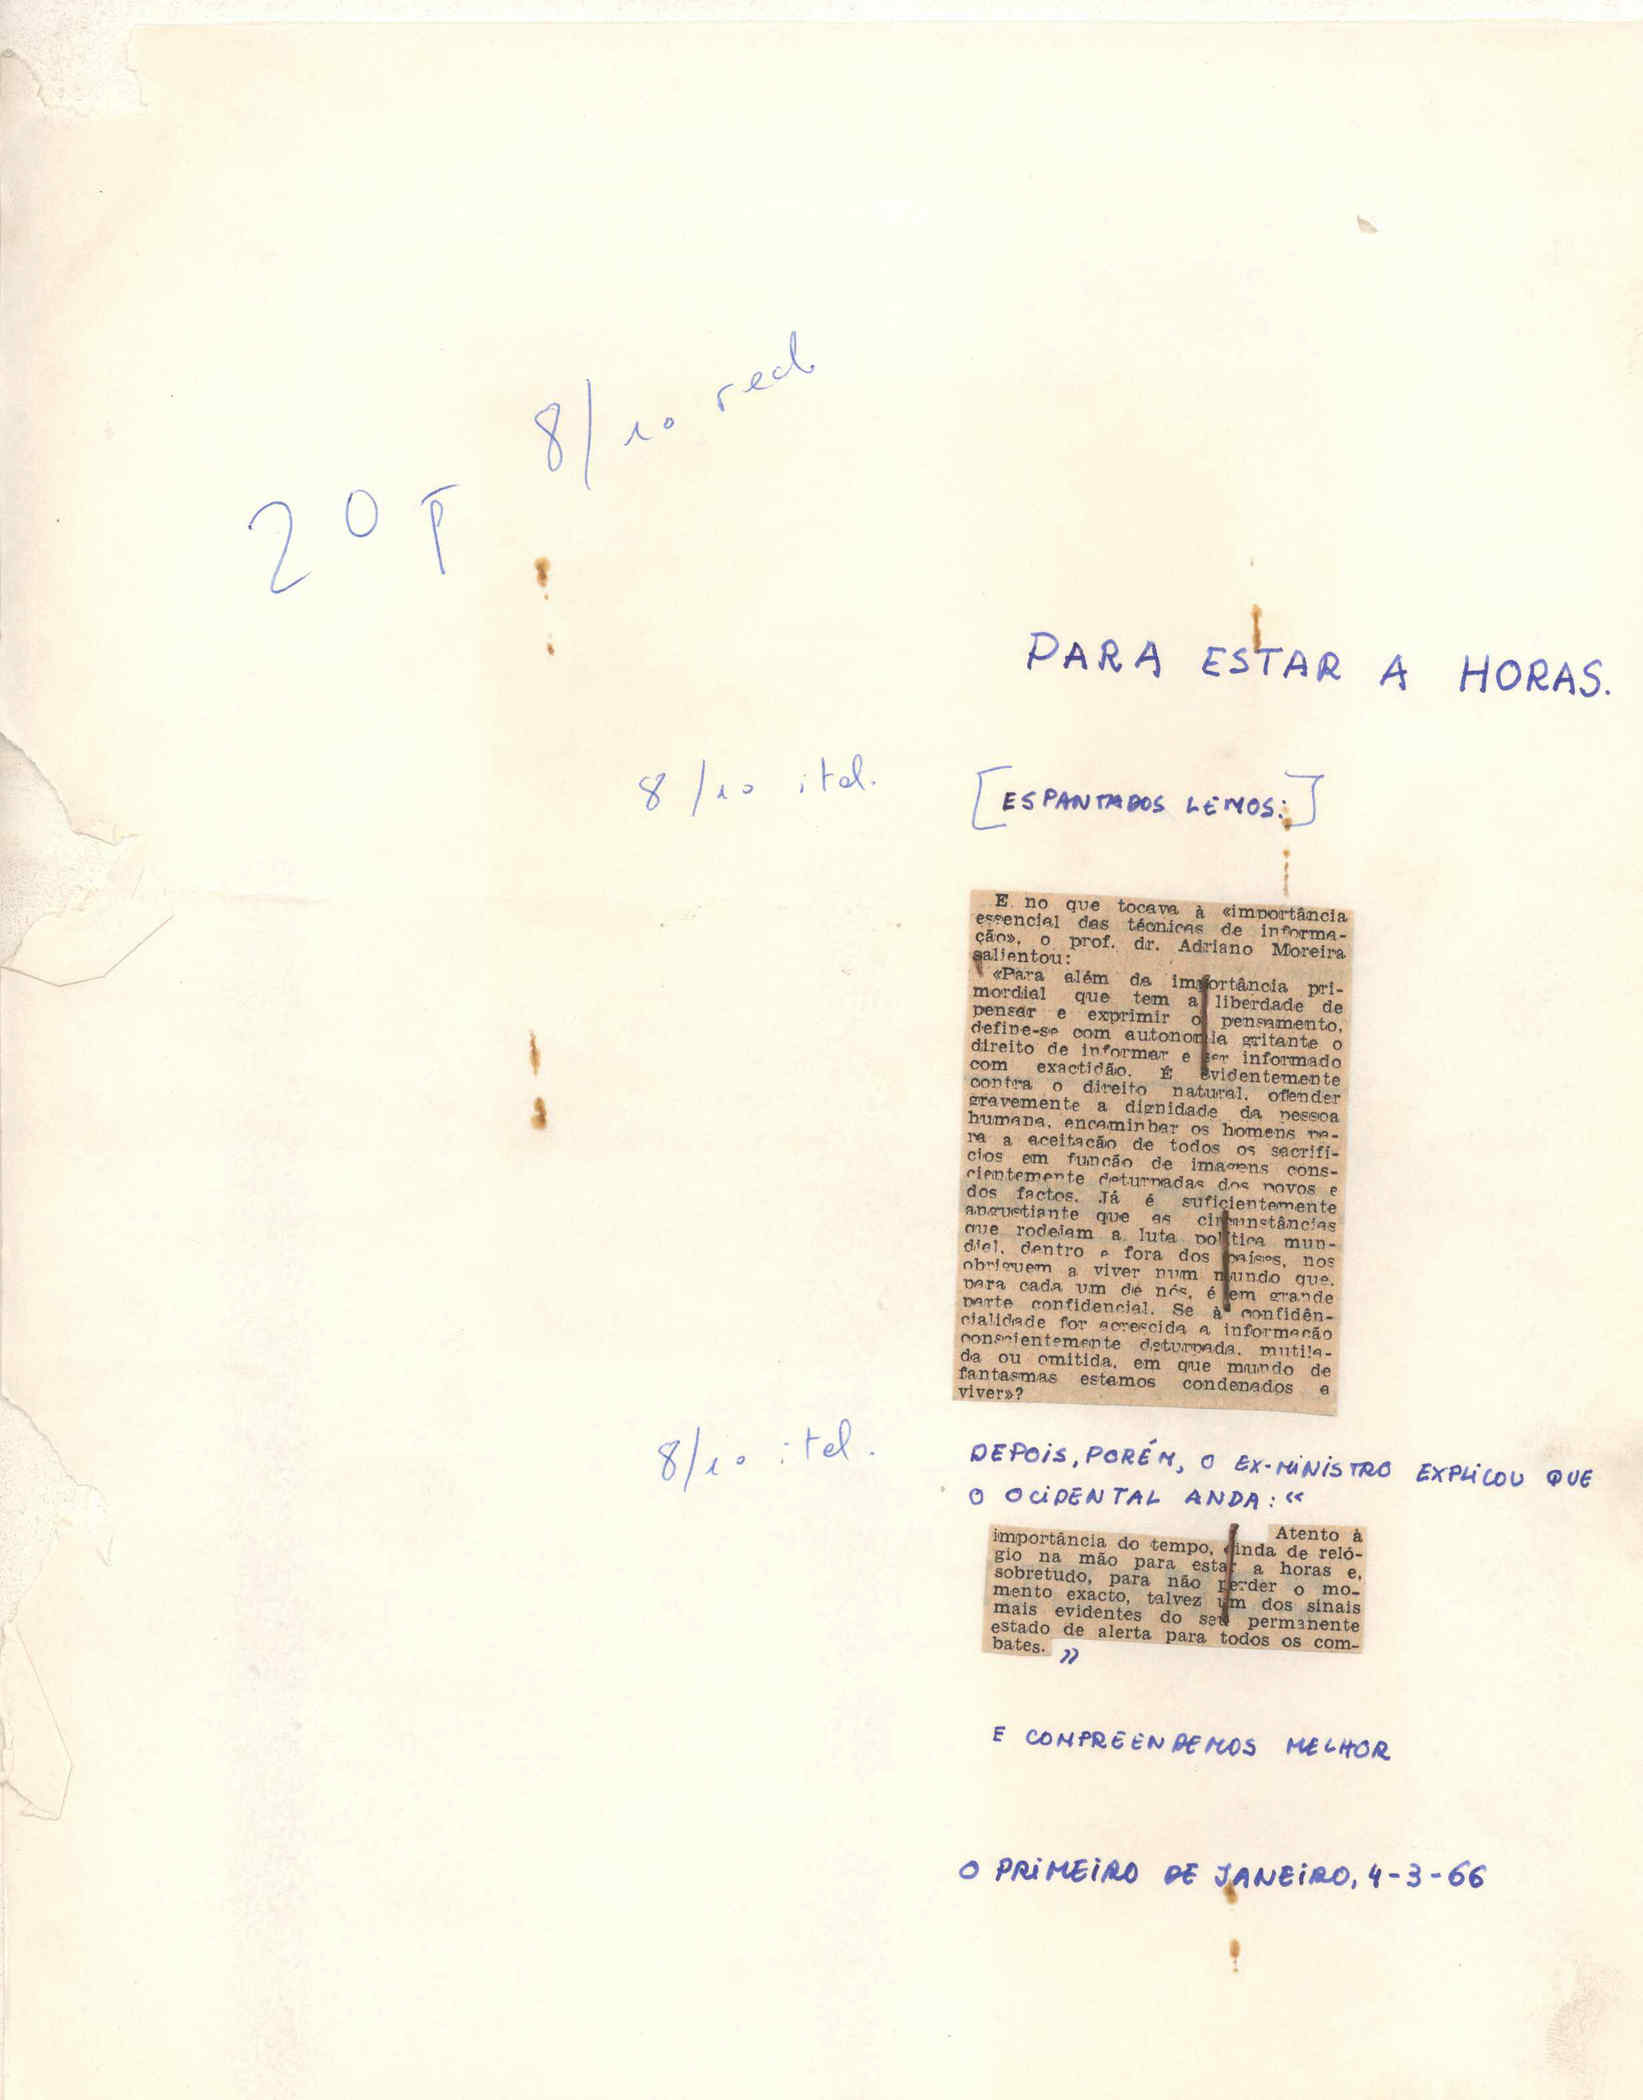 8/10 red.
20 p
PARA ESTAR A HORAS.
8/10 ital. [ESPANTADOS LEMOS:]
E no que tocava à «importância
essencial das técnicas de informa-
ção», o prof. dr. Adriano Moreira
salientou:
«Para além da importância pri-
mordial que tem a liberdade de
pensar e exprimir o pensamento,
define-se com autonomia gritante o
direito de informar e ser informado
com exactidão. É evidentemente
contra o direito natural, offender
gravemente a dignidade da pessoa
humana, encaminhar os homens pa-
ra a aceitação de todos os sacrifí-
cios em função de imagens cons-
cientemente deturpadas dos povos e
dos factos. Já é suficientemente
angustiante que as circunstâncias
que rodeiam a luta política mun-
dial, dentro e fora dos países, nos
obriguem a viver num mundo que,
para cada um de nós, é em grande
parte confidencial. Se à confidên-
cialidade for acrescida a informação
conscientemente deturpada, mutila-
da ou omitida, em que mundo de
fantasmas estamos condenados a
viver»?
8/10 ital. DEPOIS, PORÉM, O EX-MINISTRO EXPLICOU QUE
O OCIDENTAL ANDA: «
Atento à
importância do tempo, ainda de reló-
gio na mão para estar a horas e,
sobretudo, para não perder o mo-
mento exacto, talvez um dos sinais
mais evidentes do seu permanente
estado de alerta para todos os com-
bates. »
E COMPREENDEMOS MELHOR
O PRIMEIRO DE JANEIRO, 4-3-66